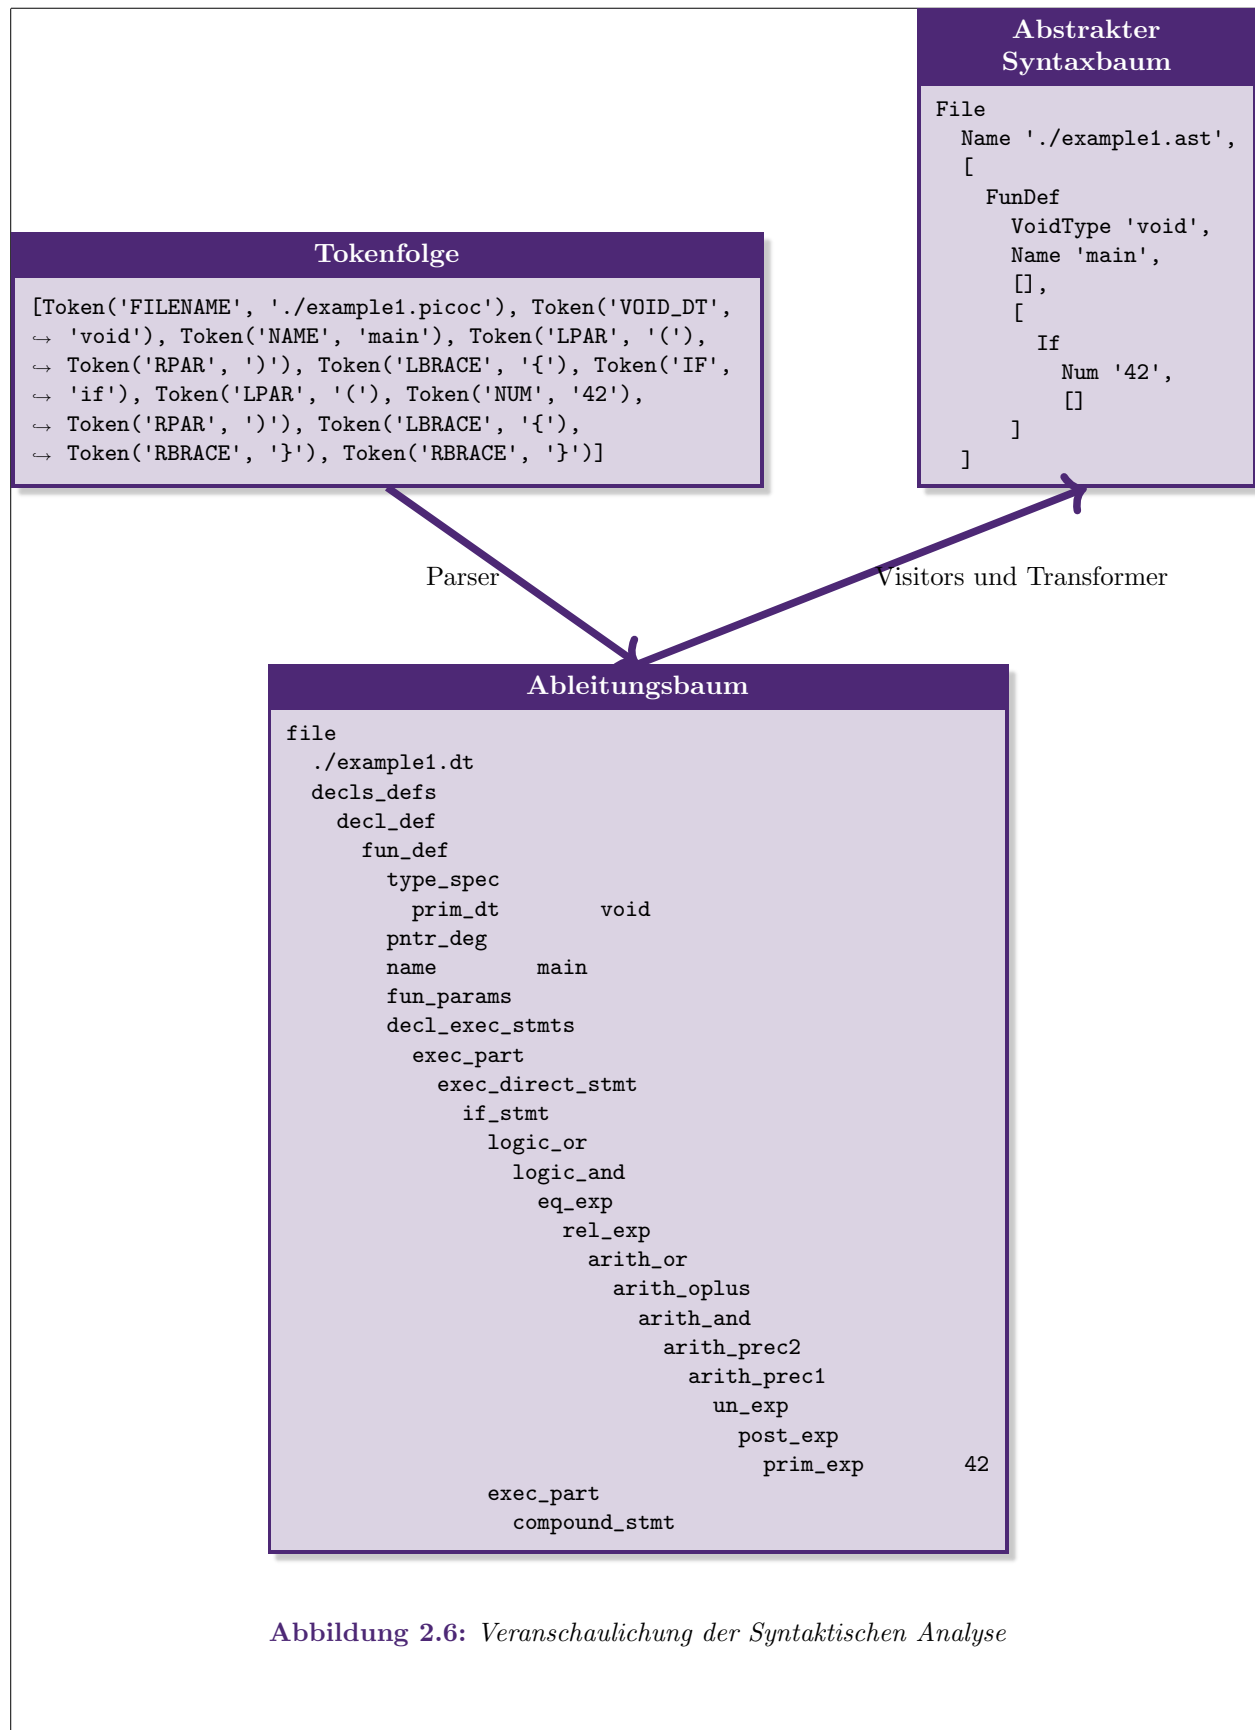 Abstrakter
Syntaxbaum
File
  Name './example1.ast',
  [
    FunDef
      VoidType 'void',
      Name 'main',
      [],
      [
        If
          Num '42',
          []
      ]
  ]
Tokenfolge
[Token('FILENAME', './example1.picoc'), Token('VOID_DT',
↪ 'void'), Token('NAME', 'main'), Token('LPAR', '('),
↪ Token('RPAR', ')'), Token('LBRACE', '{'), Token('IF',
↪ 'if'), Token('LPAR', '('), Token('NUM', '42'),
↪ Token('RPAR', ')'), Token('LBRACE', '{'),
↪ Token('RBRACE', '}'), Token('RBRACE', '}')]
Parser
Visitors und Transformer
Ableitungsbaum
file
  ./example1.dt
  decls_defs
    decl_def
      fun_def
        type_spec
          prim_dt        void
        pntr_deg
        name        main
        fun_params
        decl_exec_stmts
          exec_part
            exec_direct_stmt
              if_stmt
                logic_or
                  logic_and
                    eq_exp
                      rel_exp
                        arith_or
                          arith_oplus
                            arith_and
                              arith_prec2
                                arith_prec1
                                  un_exp
                                    post_exp
                                      prim_exp        42
                exec_part
                  compound_stmt
Abbildung 2.6: Veranschaulichung der Syntaktischen Analyse